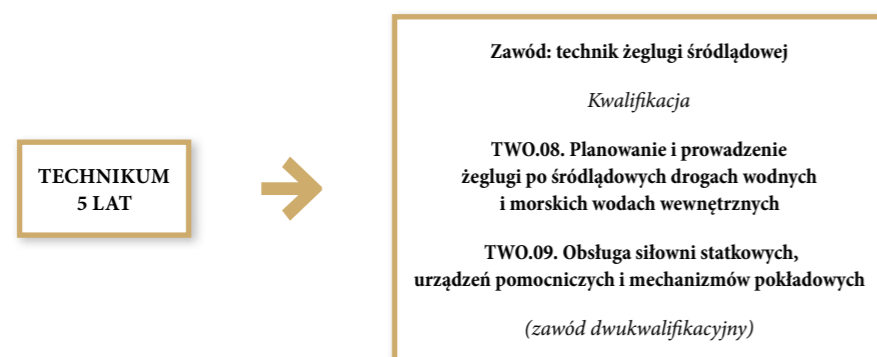 TECHNIKUM
5 LAT
Zawód: technik żeglugi śródlądowej
Kwalifikacja
TWO.08. Planowanie i prowadzenie
żeglugi po śródlądowych drogach wodnych
i morskich wodach wewnętrznych
TWO.09. Obsługa siłowni statkowych,
urządzeń pomocniczych i mechanizmów pokładowych
(zawód dwukwalifikacyjny)